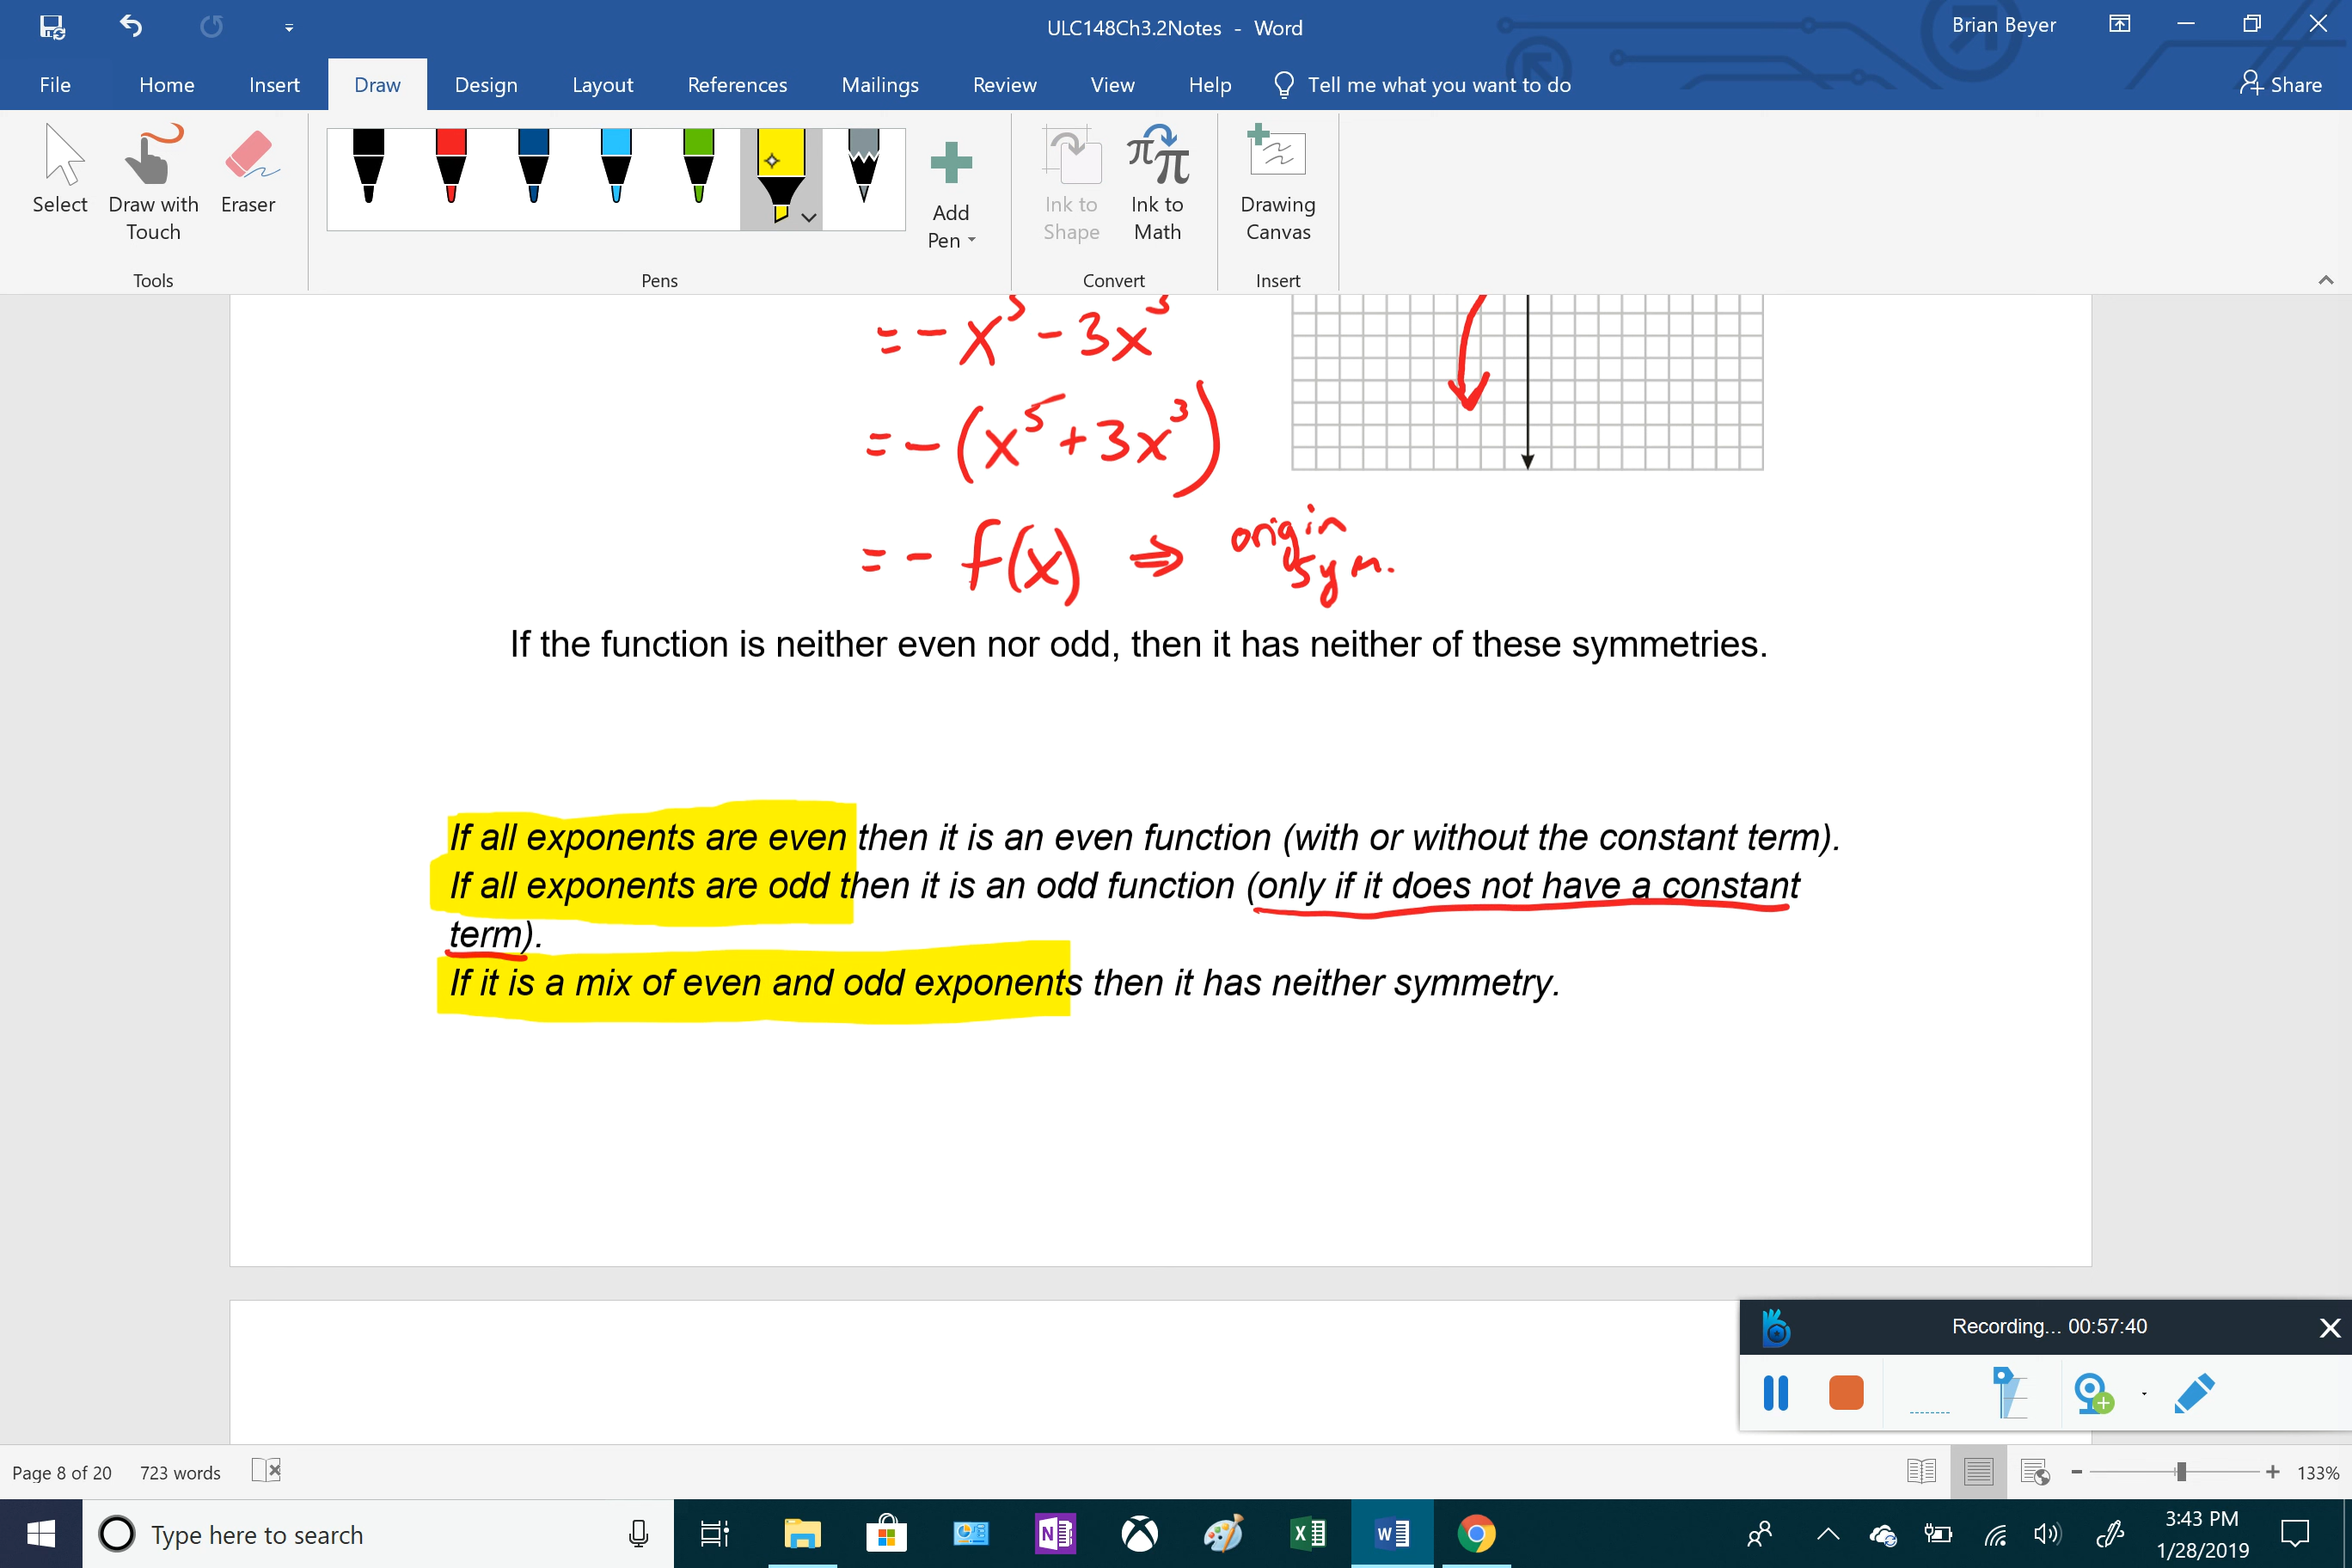 ULC148Ch3.2Notes - Word
Brian Beyer
File Home Insert Draw Design Layout References Mailings Review View Help Tell me what you want to do Share
Select Draw with Touch Eraser Add Pen Ink to Shape Ink to Math Drawing Canvas
Tools Pens Convert Insert
= - x⁵ - 3x³
= - (x⁵ + 3x³)
= - f(x) ⇒ origin sym.
If the function is neither even nor odd, then it has neither of these symmetries.
If all exponents are even then it is an even function (with or without the constant term).
If all exponents are odd then it is an odd function (only if it does not have a constant
term).
If it is a mix of even and odd exponents then it has neither symmetry.
Recording... 00:57:40
Page 8 of 20 723 words 133%
Type here to search
3:43 PM
1/28/2019